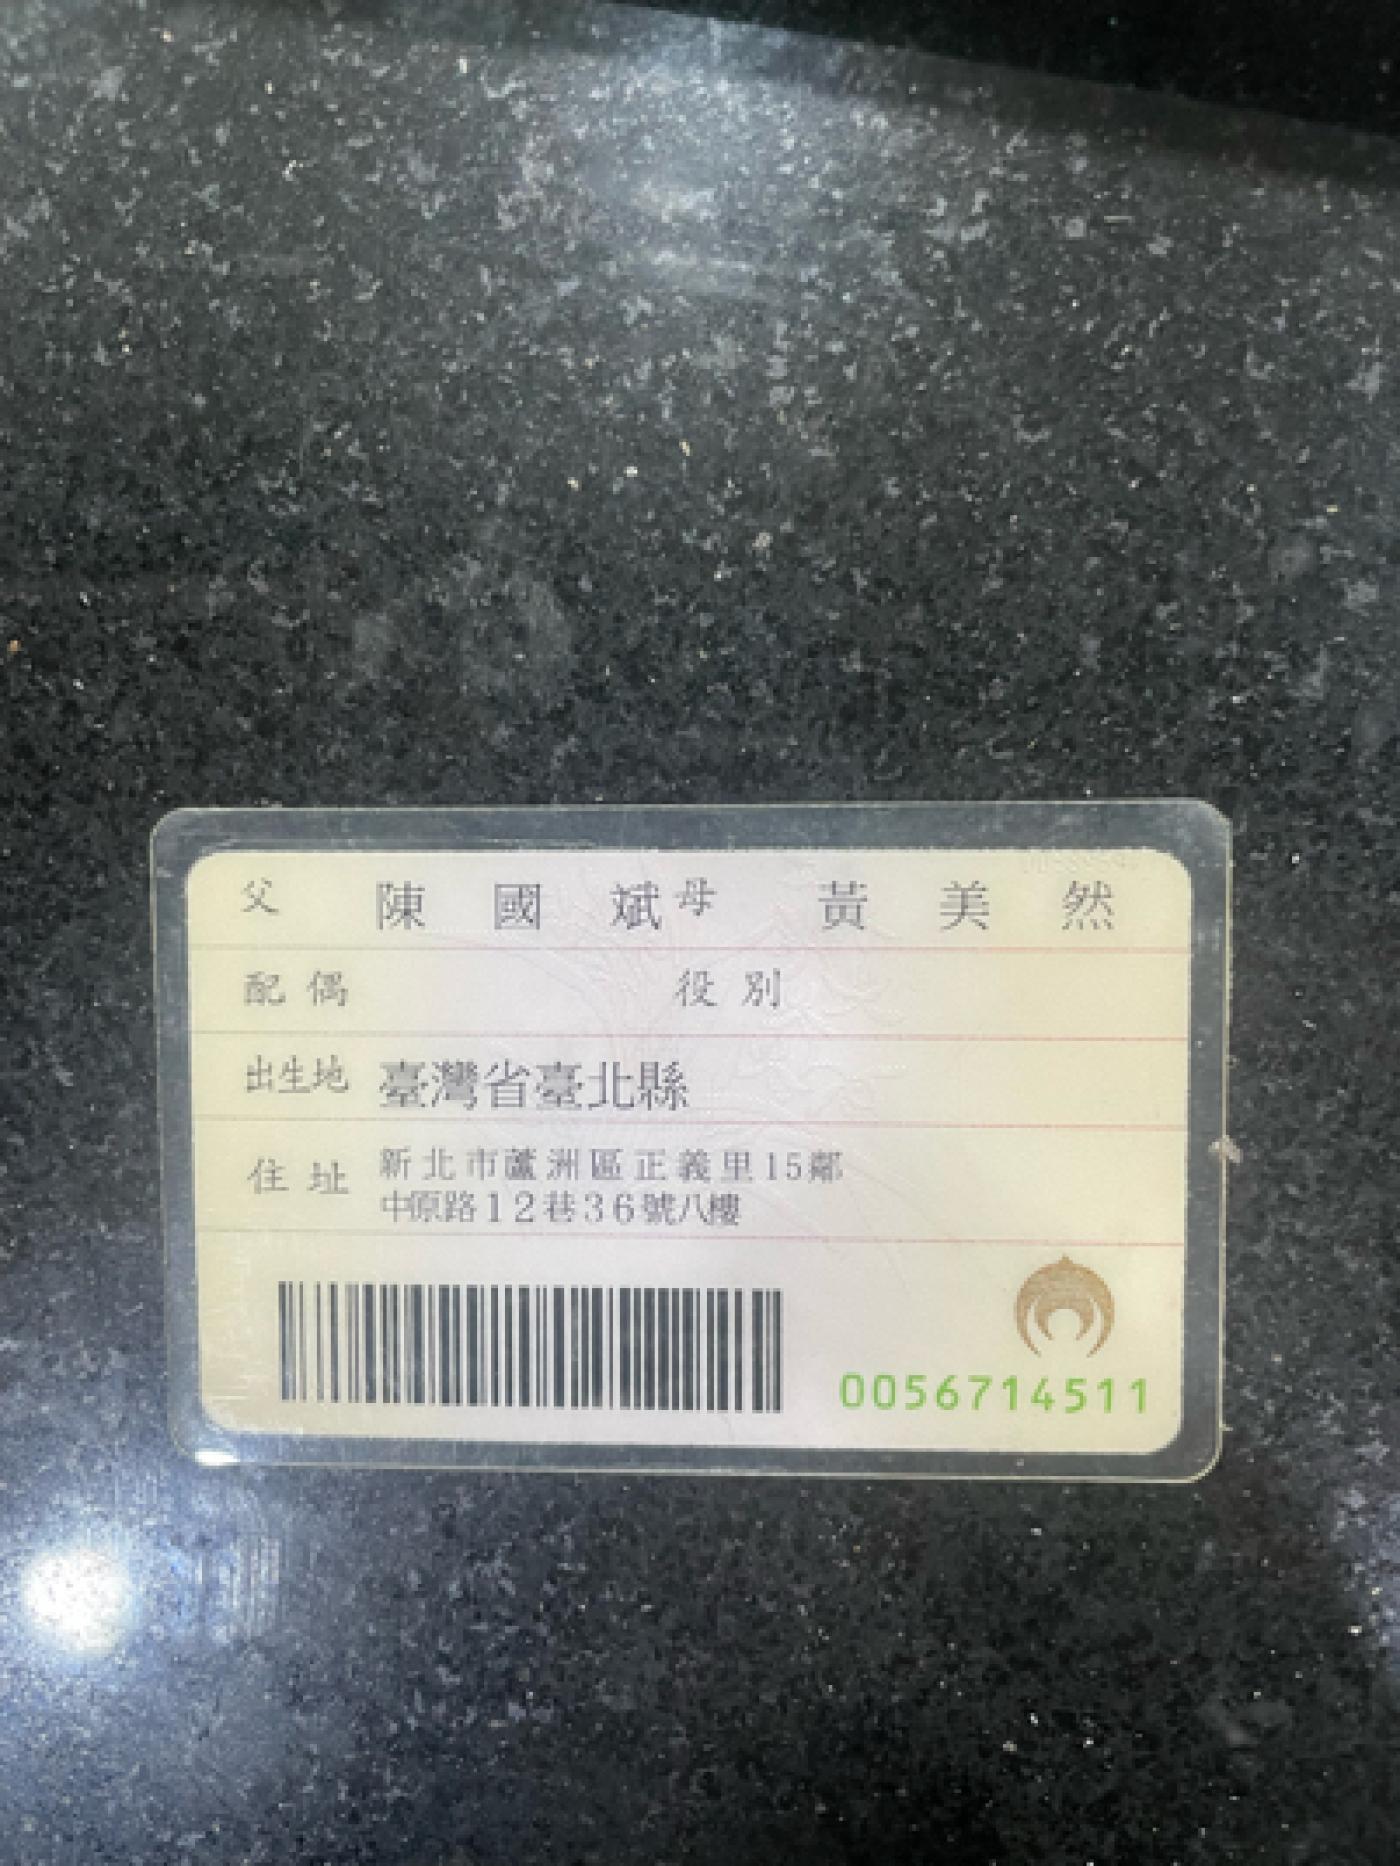 父 陳國斌 母 黃美然
配偶 役別
出生地 臺灣省臺北縣
住址 新北市蘆洲區正義里15鄰
中原路12巷36號八樓
0056714511